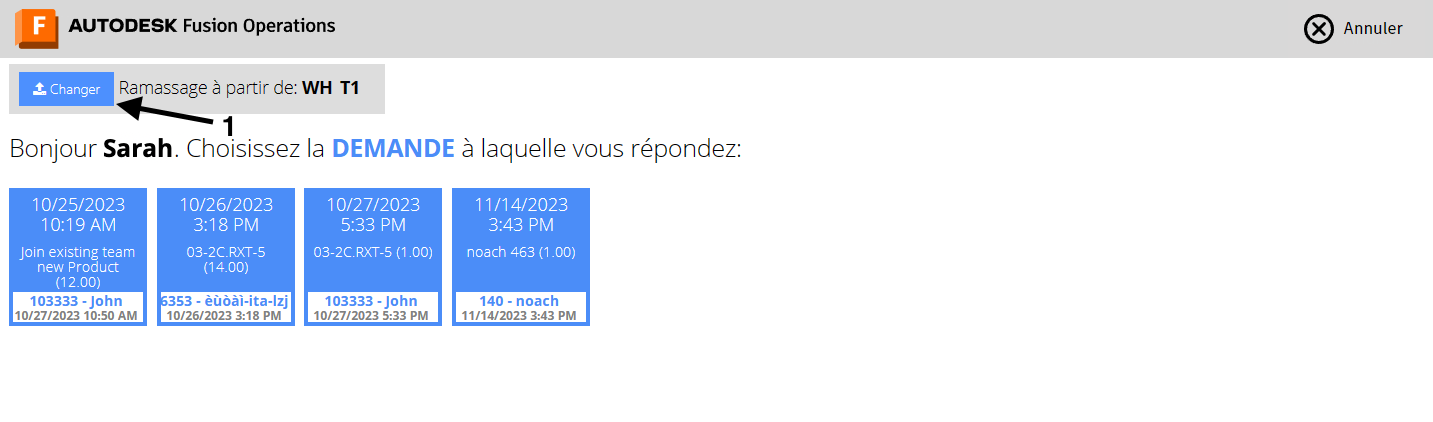 F AUTODESK Fusion Operations
Annuler
Changer Ramassage à partir de: WH T1
1
Bonjour Sarah. Choisissez la DEMANDE à laquelle vous répondez:
10/25/2023
10:19 AM
Join existing team
new Product
(12.00)
103333 - John
10/27/2023 10:50 AM
10/26/2023
3:18 PM
03-2C.RXT-5
(14.00)
6353 - èùòàì-ita-lzj
10/26/2023 3:18 PM
10/27/2023
5:33 PM
03-2C.RXT-5 (1.00)
103333 - John
10/27/2023 5:33 PM
11/14/2023
3:43 PM
noach 463 (1.00)
140 - noach
11/14/2023 3:43 PM